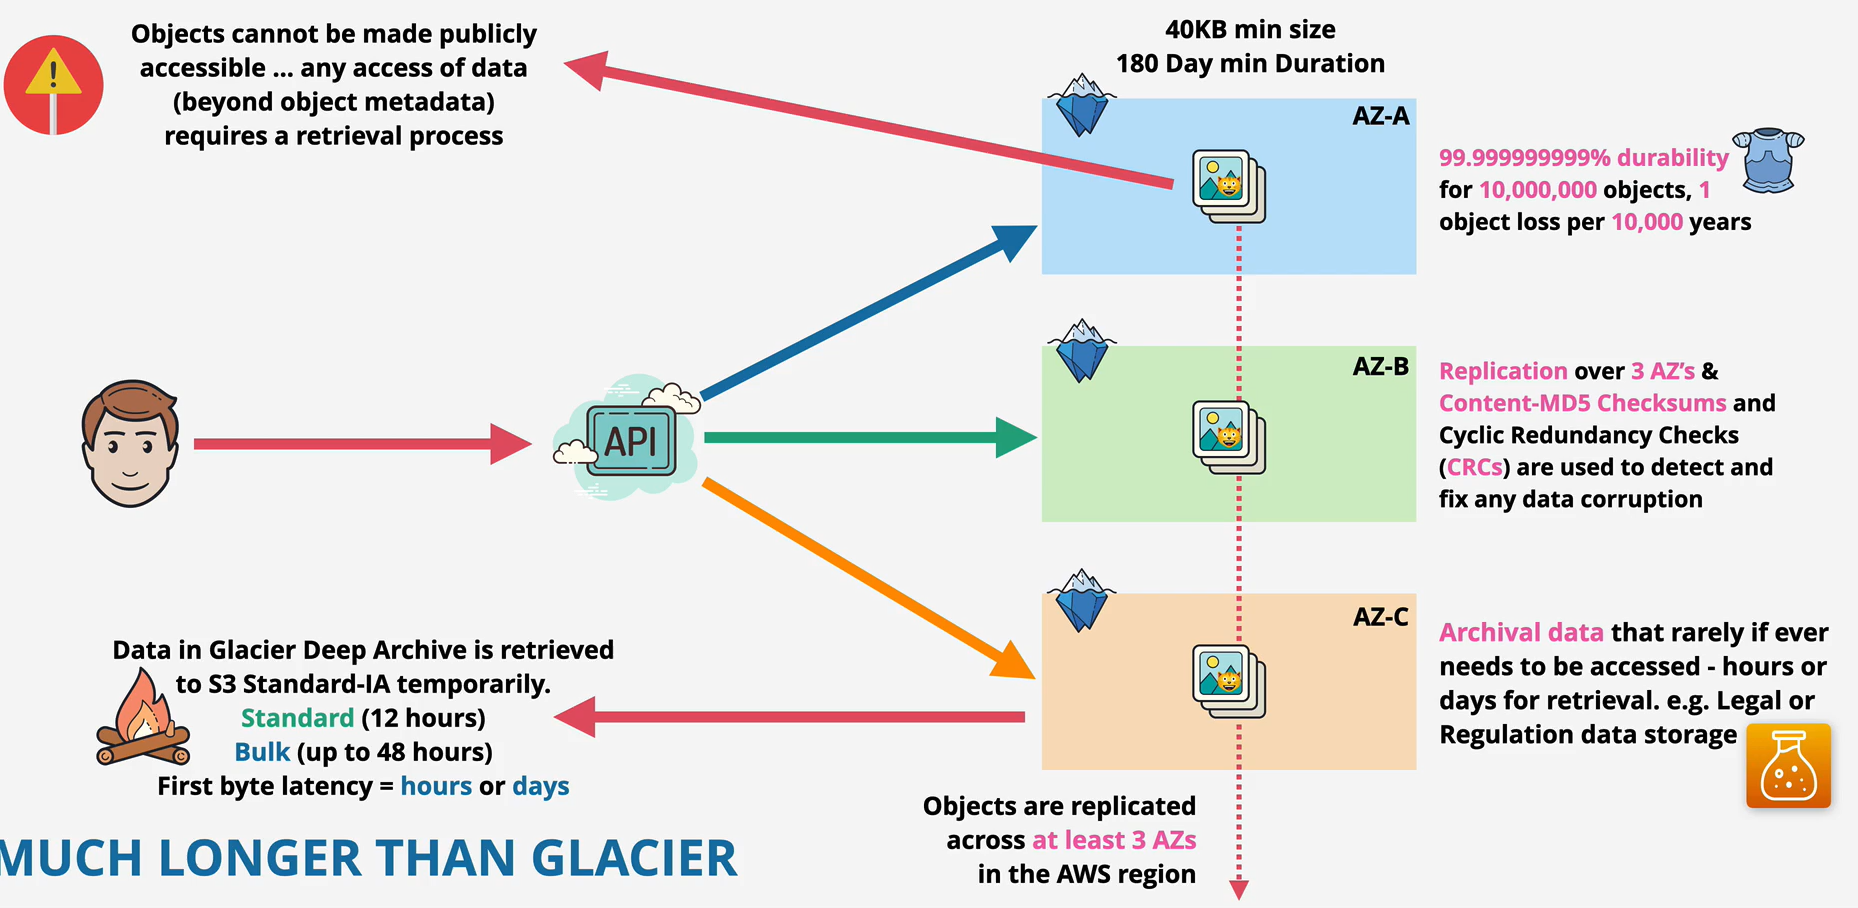 Objects cannot be made publicly
accessible ... any access of data
(beyond object metadata)
requires a retrieval process
40KB min size
180 Day min Duration
AZ-A
99.999999999% durability
for 10,000,000 objects, 1
object loss per 10,000 years
API
AZ-B
Replication over 3 AZ’s &
Content-MD5 Checksums and
Cyclic Redundancy Checks
(CRCs) are used to detect and
fix any data corruption
AZ-C
Archival data that rarely if ever
needs to be accessed - hours or
days for retrieval. e.g. Legal or
Regulation data storage
Data in Glacier Deep Archive is retrieved
to S3 Standard-IA temporarily.
Standard (12 hours)
Bulk (up to 48 hours)
First byte latency = hours or days
Objects are replicated
across at least 3 AZs
in the AWS region
MUCH LONGER THAN GLACIER